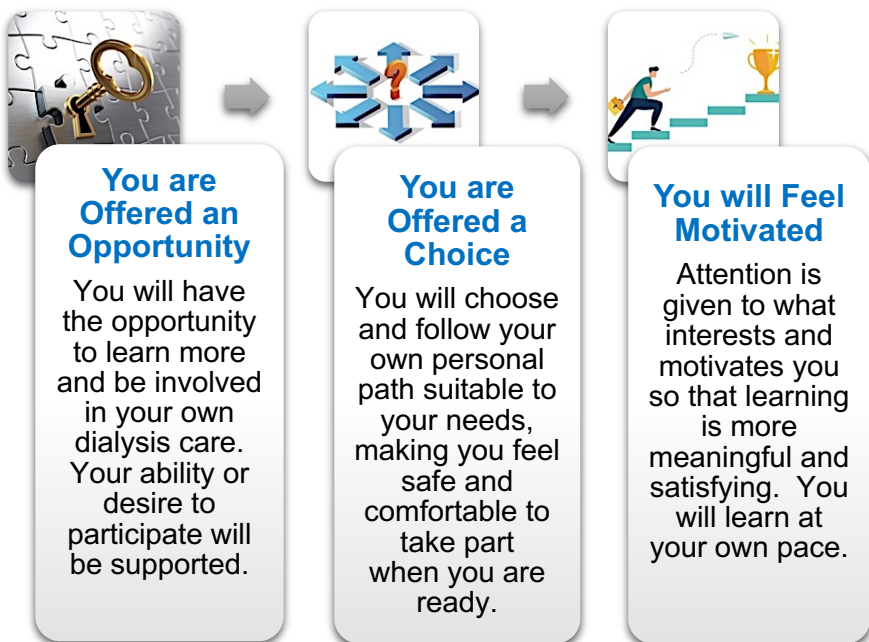 You are
Offered an
Opportunity
You will have
the opportunity
to learn more
and be involved
in your own
dialysis care.
Your ability or
desire to
participate will
be supported.
?
You are
Offered a
Choice
You will choose
and follow your
own personal
path suitable to
your needs,
making you feel
safe and
comfortable to
take part
when you are
ready.
You will Feel
Motivated
Attention is
given to what
interests and
motivates you
so that learning
is more
meaningful and
satisfying.  You
will learn at
your own pace.